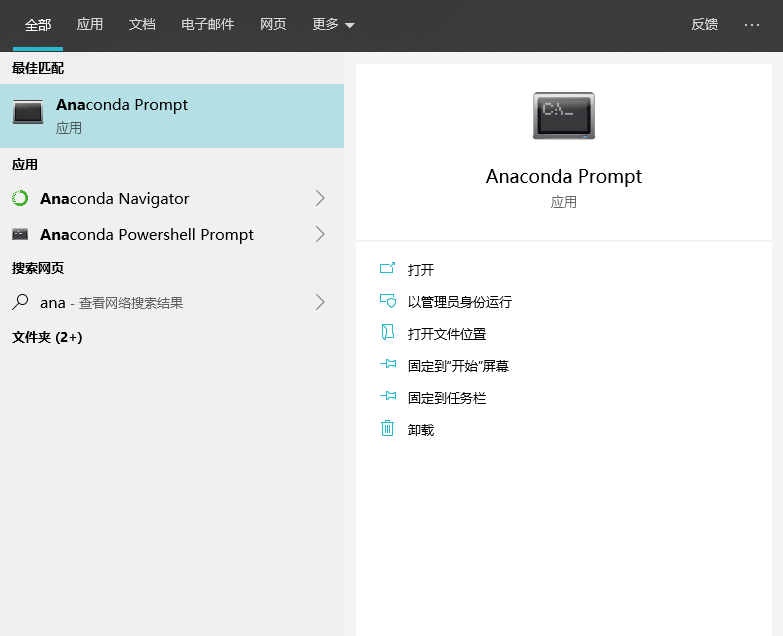 全部 应用 文档 电子邮件 网页 更多 反馈 ···
最佳匹配
Anaconda Prompt
应用
应用
Anaconda Navigator
Anaconda Powershell Prompt
搜索网页
ana - 查看网络搜索结果
文件夹 (2+)
C:\_
Anaconda Prompt
应用
打开
以管理员身份运行
打开文件位置
固定到"开始"屏幕
固定到任务栏
卸载